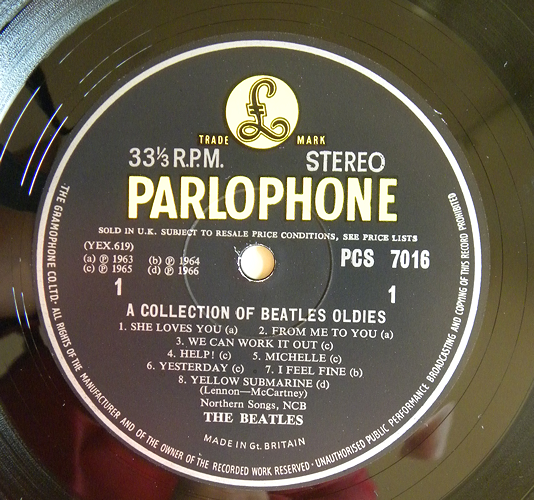 £
TRADE MARK
33⅓ R.P.M. STEREO
PARLOPHONE
SOLD IN U.K. SUBJECT TO RESALE PRICE CONDITIONS, SEE PRICE LISTS
(YEX.619)
(a) ℗ 1963 (b) ℗ 1964
(c) ℗ 1965 (d) ℗ 1966
PCS 7016
1 1
A COLLECTION OF BEATLES OLDIES
1. SHE LOVES YOU (a) 2. FROM ME TO YOU (a)
3. WE CAN WORK IT OUT (c)
4. HELP! (c) 5. MICHELLE (c)
6. YESTERDAY (c) 7. I FEEL FINE (b)
8. YELLOW SUBMARINE (d)
(Lennon—McCartney)
Northern Songs, NCB
THE BEATLES
MADE IN Gt. BRITAIN
THE GRAMOPHONE CO. LTD · ALL RIGHTS OF THE MANUFACTURER AND OF THE OWNER OF THE RECORDED WORK RESERVED · UNAUTHORISED PUBLIC PERFORMANCE BROADCASTING AND COPYING OF THIS RECORD PROHIBITED